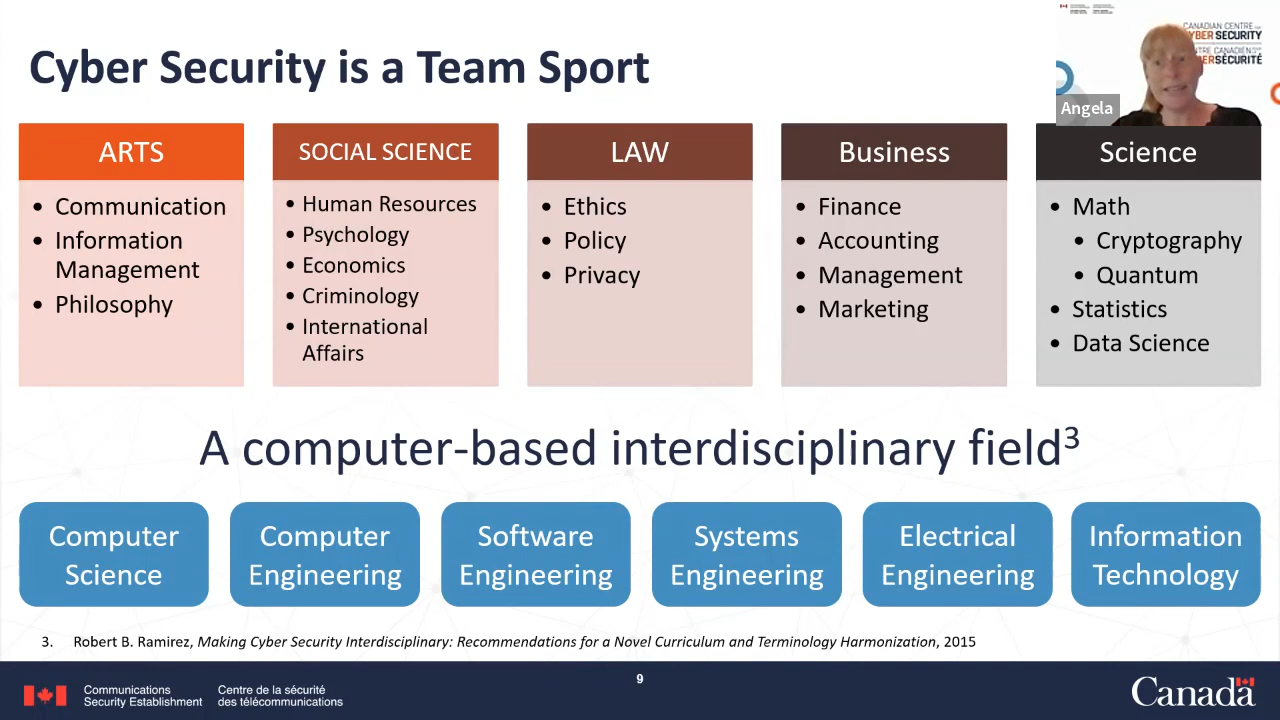 Cyber Security is a Team Sport
CANADIAN CENTRE
CYBER SECURITY
CENTRE CANADIEN
Angela
ARTS
• Communication
• Information
Management
• Philosophy
SOCIAL SCIENCE
• Human Resources
• Psychology
• Economics
• Criminology
• International
Affairs
LAW
• Ethics
• Policy
• Privacy
Business
• Finance
• Accounting
• Management
• Marketing
Science
• Math
• Cryptography
• Quantum
• Statistics
• Data Science
A computer-based interdisciplinary field³
Computer
Science
Computer
Engineering
Software
Engineering
Systems
Engineering
Electrical
Engineering
Information
Technology
3. Robert B. Ramirez, Making Cyber Security Interdisciplinary: Recommendations for a Novel Curriculum and Terminology Harmonization, 2015
Communications
Security Establishment
Centre de la sécurité
des télécommunications
9
Canada